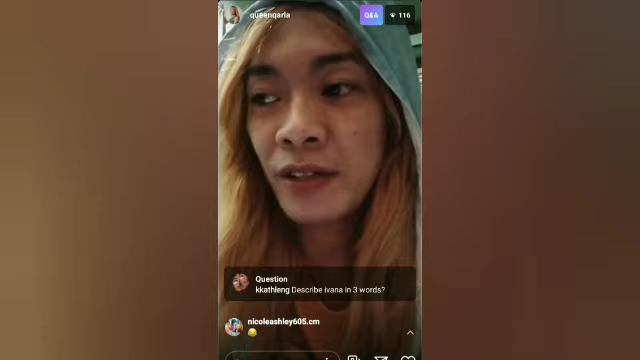 queenqarla
Q&A
116
Question
kkathleng Describe ivana in 3 words?
nicoleashley605.cm
😂